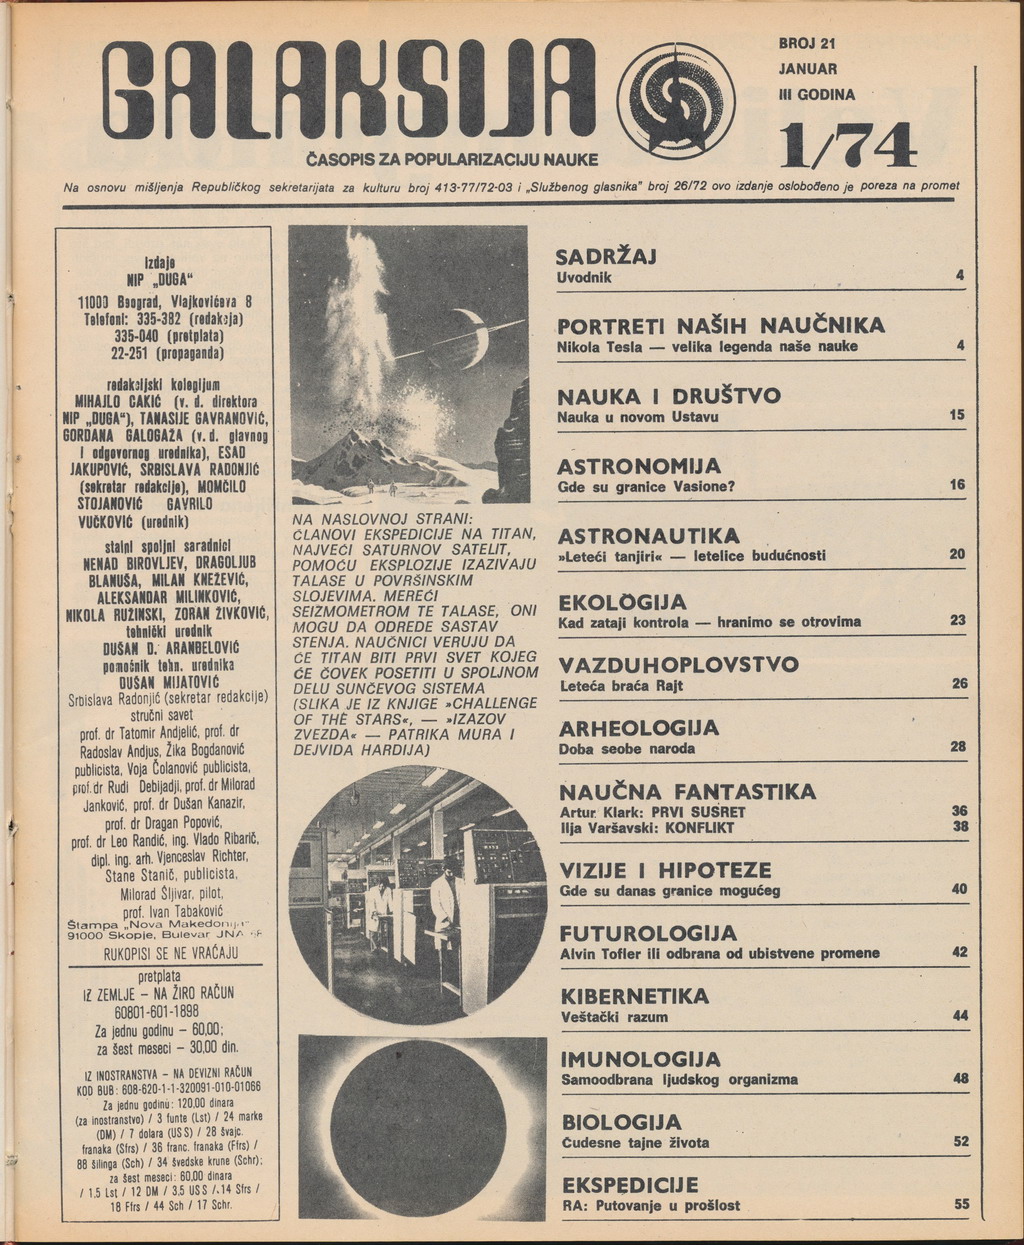 GALAKSIJA
ČASOPIS ZA POPULARIZACIJU NAUKE
BROJ 21
JANUAR
III GODINA
1/74
Na osnovu mišljenja Republičkog sekretarijata za kulturu broj 413-77/72-03 i „Službenog glasnika" broj 26/72 ovo izdanje oslobođeno je poreza na promet
Izdaje
NIP „DUGA"
11000 Beograd, Vlajkovićeva 8
Telefoni: 335-382 (redakcija)
335-040 (pretplata)
22-251 (propaganda)
redakcijski kolegijum
MIHAJLO CAKIĆ (v. d. direktora
NIP „DUGA"), TANASIJE GAVRANOVIĆ,
GORDANA GALOGAŽA (v. d. glavnog
i odgovornog urednika), ESAD
JAKUPOVIĆ, SRBISLAVA RADONJIĆ
(sekretar redakcije), MOMČILO
STOJANOVIĆ GAVRILO
VUČKOVIĆ (urednik)
stalni spoljni saradnici
NENAD BIROVLJEV, DRAGOLJUB
BLANUŠA, MILAN KNEŽEVIĆ,
ALEKSANDAR MILINKOVIĆ,
NIKOLA RUŽINSKI, ZORAN ŽIVKOVIĆ,
tehnički urednik
DUŠAN D. ARANĐELOVIĆ
pomoćnik tehn. urednika
DUŠAN MIJATOVIĆ
Srbislava Radonjić (sekretar redakcije)
stručni savet
prof. dr Tatomir Anđelić, prof. dr
Radoslav Andjus, Žika Bogdanović
publicista, Voja Čolanović publicista,
prof. dr Rudi Debijadji, prof. dr Milorad
Janković, prof. dr Dušan Kanazir,
prof. dr Dragan Popović,
prof. dr Leo Randić, ing. Vlado Ribarič,
dipl. ing. arh. Vjenceslav Richter,
Stane Stanič, publicista,
Milorad Šljivar, pilot,
prof. Ivan Tabaković
Štampa „Nova Makedonija"
91000 Skopje, Bulevar JNA
RUKOPISI SE NE VRAĆAJU
pretplata
IZ ZEMLJE – NA ŽIRO RAČUN
60801-601-1898
Za jednu godinu – 60,00;
za šest meseci – 30,00 din.
IZ INOSTRANSTVA – NA DEVIZNI RAČUN
KOD BUB: 608-620-1-1-320091-010-01066
Za jednu godinu: 120,00 dinara
(za inostranstvo) / 3 funte (Lst) / 24 marke
(DM) / 7 dolara (US $) / 28 švajc.
franaka (Sfrs) / 36 franc. franaka (Ffrs) /
88 šilinga (Sch) / 34 švedske krune (Schr);
za šest meseci: 60,00 dinara
/ 1,5 Lst / 12 DM / 3,5 US $ /.14 Sfrs /
18 Ffrs / 44 Sch / 17 Schr.
NA NASLOVNOJ STRANI:
ČLANOVI EKSPEDICIJE NA TITAN,
NAJVEĆI SATURNOV SATELIT,
POMOĆU EKSPLOZIJE IZAZIVAJU
TALASE U POVRŠINSKIM
SLOJEVIMA. MEREĆI
SEIZMOMETROM TE TALASE, ONI
MOGU DA ODREDE SASTAV
STENJA. NAUČNICI VERUJU DA
ĆE TITAN BITI PRVI SVET KOJEG
ĆE ČOVEK POSETITI U SPOLJNOM
DELU SUNČEVOG SISTEMA
(SLIKA JE IZ KNJIGE »CHALLENGE
OF THE STARS«, — »IZAZOV
ZVEZDA« — PATRIKA MURA I
DEJVIDA HARDIJA)
SADRŽAJ
Uvodnik 4
PORTRETI NAŠIH NAUČNIKA
Nikola Tesla — velika legenda naše nauke 4
NAUKA I DRUŠTVO
Nauka u novom Ustavu 15
ASTRONOMIJA
Gde su granice Vasione? 16
ASTRONAUTIKA
»Leteći tanjiri« — letelice budućnosti 20
EKOLOGIJA
Kad zataji kontrola — hranimo se otrovima 23
VAZDUHOPLOVSTVO
Leteća braća Rajt 26
ARHEOLOGIJA
Doba seobe naroda 28
NAUČNA FANTASTIKA
Artur Klark: PRVI SUSRET 36
Ilja Varšavski: KONFLIKT 38
VIZIJE I HIPOTEZE
Gde su danas granice mogućeg 40
FUTUROLOGIJA
Alvin Tofler ili odbrana od ubistvene promene 42
KIBERNETIKA
Veštački razum 44
IMUNOLOGIJA
Samoodbrana ljudskog organizma 48
BIOLOGIJA
Čudesne tajne života 52
EKSPEDICIJE
RA: Putovanje u prošlost 55